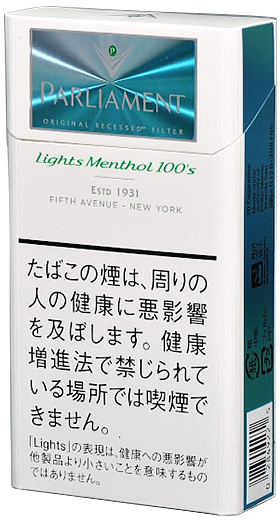 P
PARLIAMENT
ORIGINAL RECESSED FILTER
Lights Menthol 100's
ESTD 1931
FIFTH AVENUE - NEW YORK
たばこの煙は、周りの
人の健康に悪影響
を及ぼします。健康
増進法で禁じられて
いる場所では喫煙で
きません。
「Lights」の表現は、健康への悪影響が
他製品より小さいことを意味するもの
ではありません。